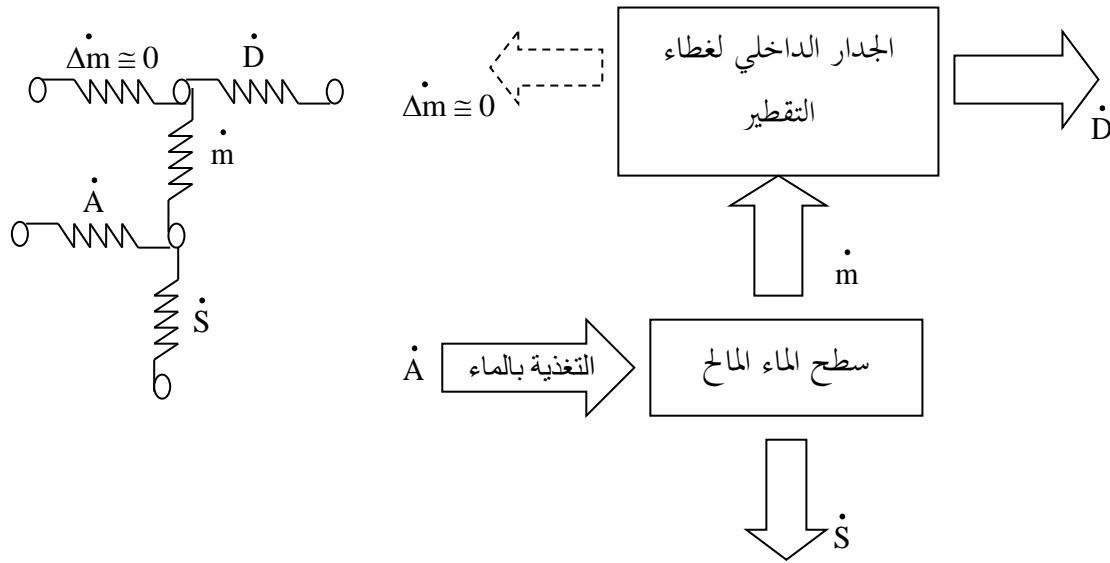 Δṁ ≅ 0
Ḋ
ṁ
Ȧ
Ṡ
الجدار الداخلي لغطاء
التقطير
Δṁ ≅ 0
Ḋ
ṁ
Ȧ
التغذية بالماء
سطح الماء المالح
Ṡ